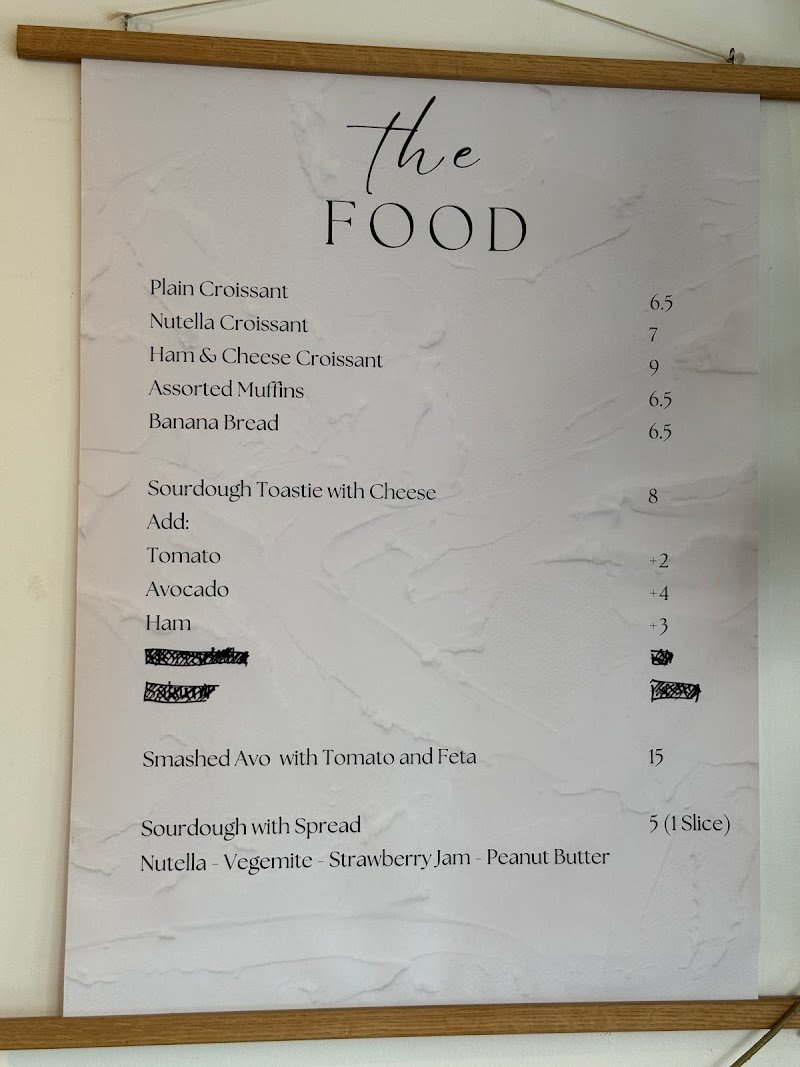 the
FOOD
Plain Croissant 6.5
Nutella Croissant 7
Ham & Cheese Croissant 9
Assorted Muffins 6.5
Banana Bread 6.5
Sourdough Toastie with Cheese 8
Add:
Tomato +2
Avocado +4
Ham +3
Smashed Avo with Tomato and Feta 15
Sourdough with Spread 5 (1 Slice)
Nutella - Vegemite - Strawberry Jam - Peanut Butter